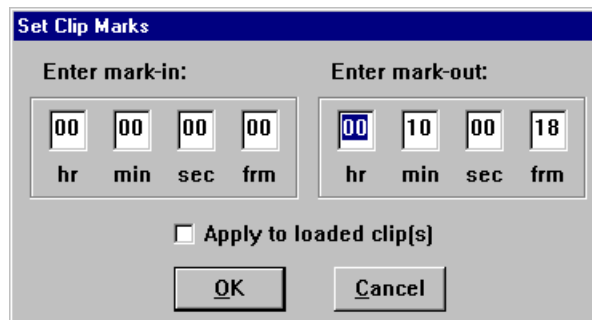 Set Clip Marks
Enter mark-in: Enter mark-out:
00 00 00 00 00 10 00 18
hr min sec frm hr min sec frm
Apply to loaded clip(s)
OK Cancel